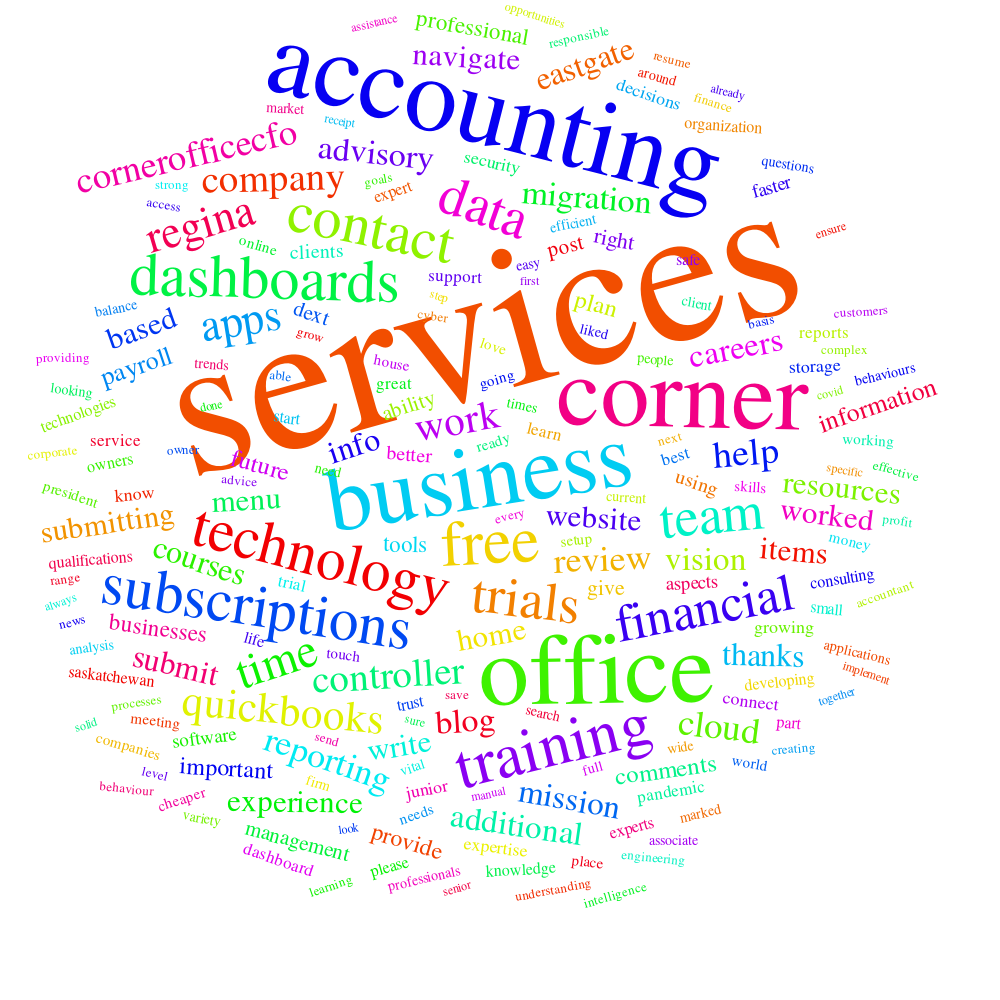 opportunities
assistance
professional
responsible
accounting
navigate
eastgate
resume
around
already
decisions
finance
market
receipt
organization
cornerofficecfo
advisory
security
questions
strong
company
goals
expert
faster
access
data
migration
efficient
regina
contact
online
clients
post
right
ensure
services
dashboards
support
easy
safe
first
balance
based
apps
dext
step
cyber
plan
client
basis
customers
grow
love
liked
reports
providing
payroll
trends
house
careers
complex
looking
able
great
going
people
storage
behaviours
technologies
done
start
ability
times
corner
covid
information
service
work
learn
owners
corporate
owner
info
better
ready
next
best
help
working
president
know
future
need
advice
business
using
specific
effective
submitting
menu
skills
resources
current
every
website
team
worked
profit
qualifications
technology
tools
free
setup
money
range
courses
trial
review
vision
items
always
subscriptions
trials
give
aspects
consulting
accountant
news
businesses
financial
small
analysis
life
touch
time
home
growing
submit
controller
office
thanks
applications
saskatchewan
implement
developing
processes
quickbooks
save
trust
connect
together
solid
meeting
sure
blog
search
training
cloud
part
companies
software
send
reporting
write
wide
creating
level
important
vital
full
comments
world
behaviour
cheaper
firm
junior
manual
mission
pandemic
variety
experience
needs
additional
experts
marked
look
management
provide
expertise
associate
dashboard
please
knowledge
place
engineering
learning
professionals
senior
understanding
intelligence